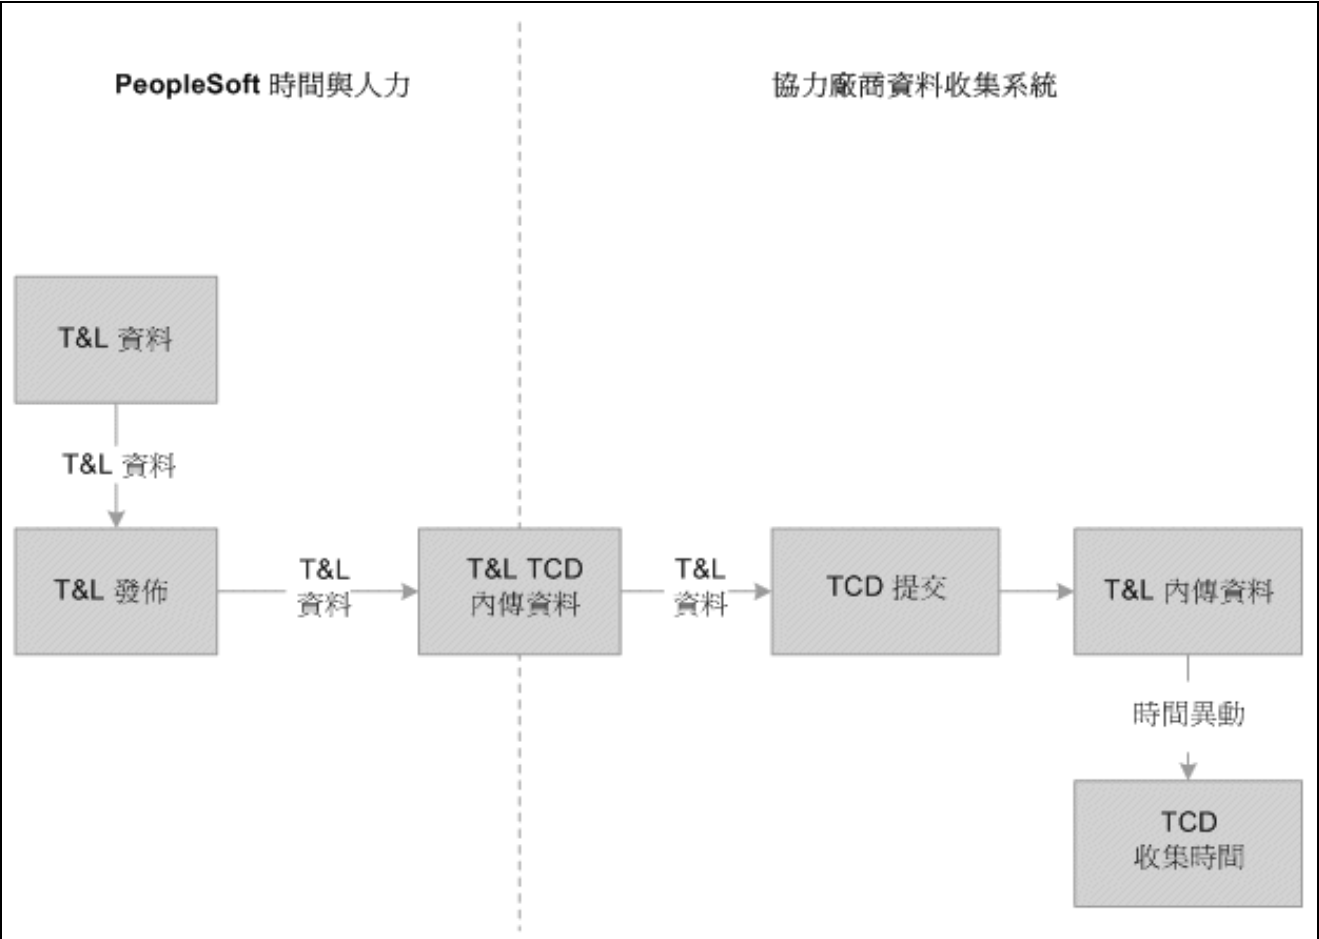 PeopleSoft 時間與人力
協力廠商資料收集系統
T&L 資料
T&L 資料
T&L 發佈
T&L
資料
T&L TCD
內傳資料
T&L
資料
TCD 提交
T&L 內傳資料
時間異動
TCD
收集時間